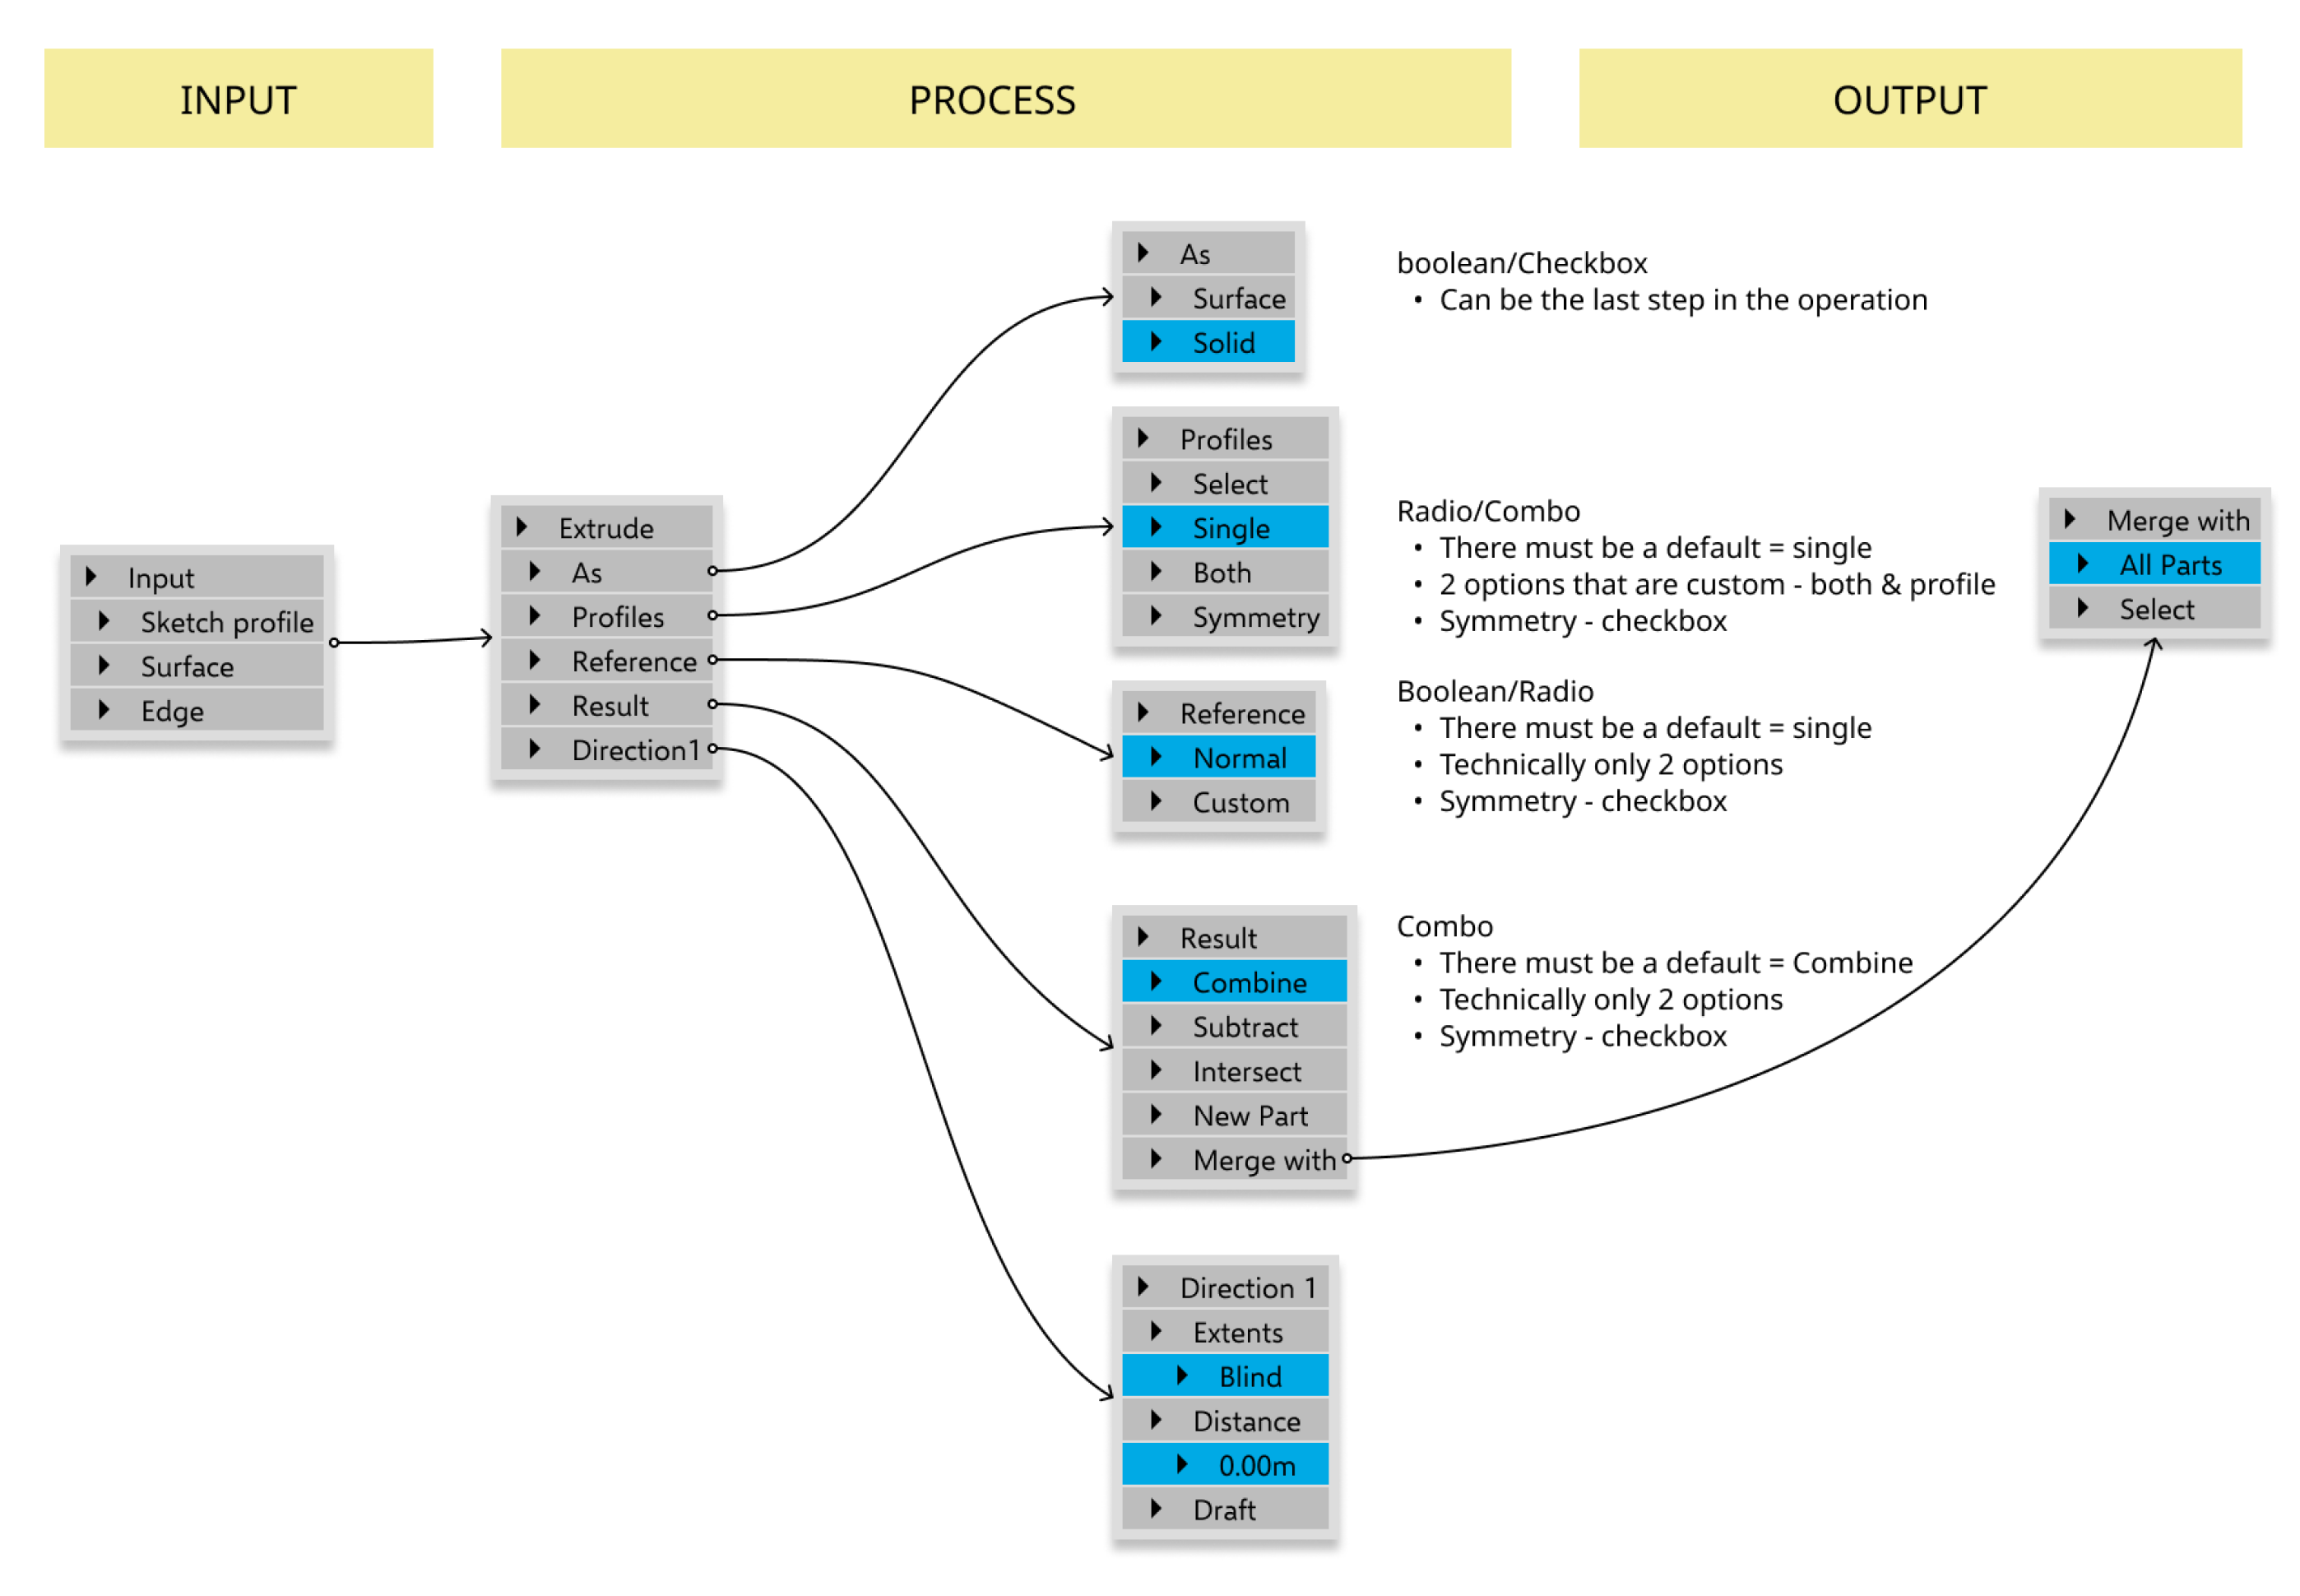 INPUT
PROCESS
OUTPUT
Input
Sketch profile
Surface
Edge
Extrude
As
Profiles
Reference
Result
Direction1
As
Surface
Solid
boolean/Checkbox
• Can be the last step in the operation
Profiles
Select
Single
Both
Symmetry
Radio/Combo
• There must be a default = single
• 2 options that are custom - both & profile
• Symmetry - checkbox
Reference
Normal
Custom
Boolean/Radio
• There must be a default = single
• Technically only 2 options
• Symmetry - checkbox
Result
Combine
Subtract
Intersect
New Part
Merge with
Combo
• There must be a default = Combine
• Technically only 2 options
• Symmetry - checkbox
Direction 1
Extents
Blind
Distance
0.00m
Draft
Merge with
All Parts
Select